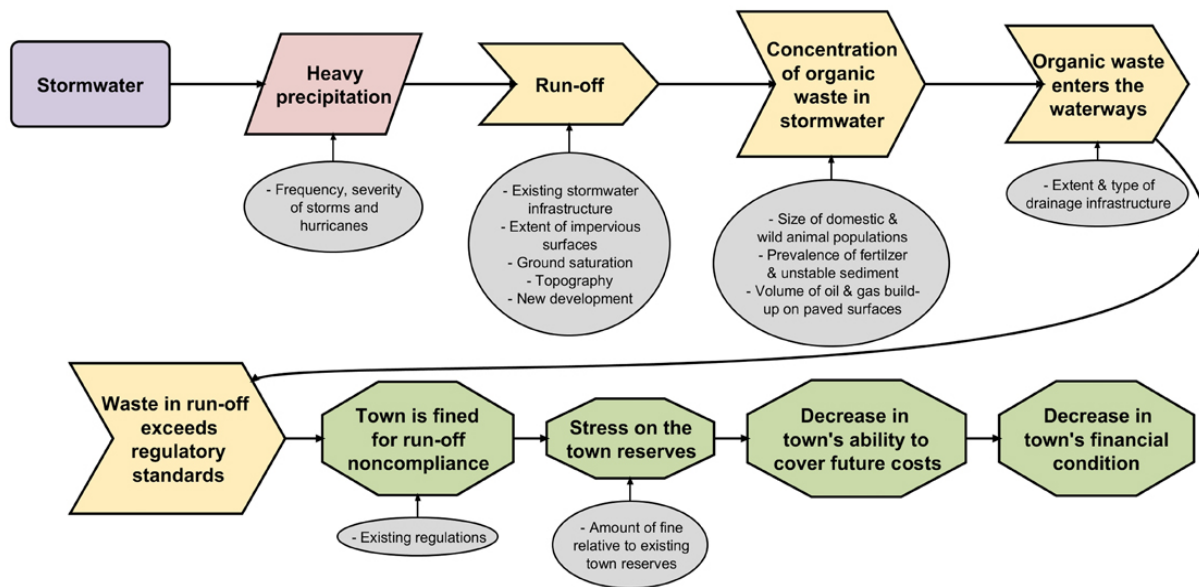 Stormwater
Heavy
precipitation
Run-off
Concentration
of organic
waste in
stormwater
Organic waste
enters the
waterways
- Frequency, severity
of storms and
hurricanes
- Existing stormwater
infrastructure
- Extent of impervious
surfaces
- Ground saturation
- Topography
- New development
- Size of domestic &
wild animal populations
- Prevalence of fertilzer
& unstable sediment
- Volume of oil & gas build-
up on paved surfaces
- Extent & type of
drainage infrastructure
Waste in run-off
exceeds
regulatory
standards
Town is fined
for run-off
noncompliance
Stress on the
town reserves
Decrease in
town's ability to
cover future costs
Decrease in
town's financial
condition
- Existing regulations
- Amount of fine
relative to existing
town reserves